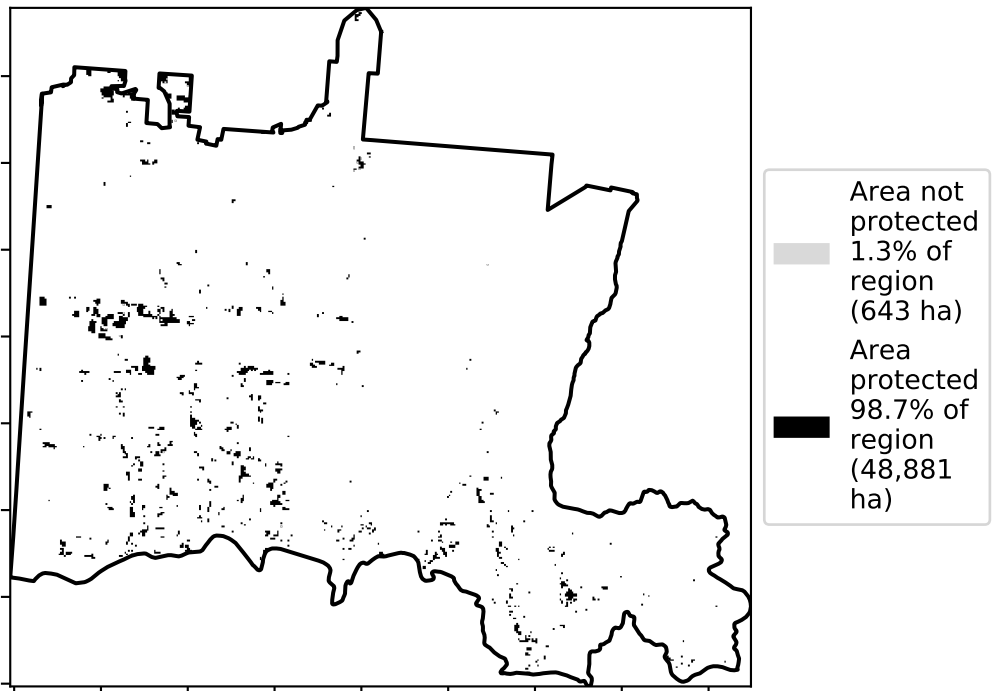 Area not
protected
1.3% of
region
(643 ha)
Area
protected
98.7% of
region
(48,881
ha)